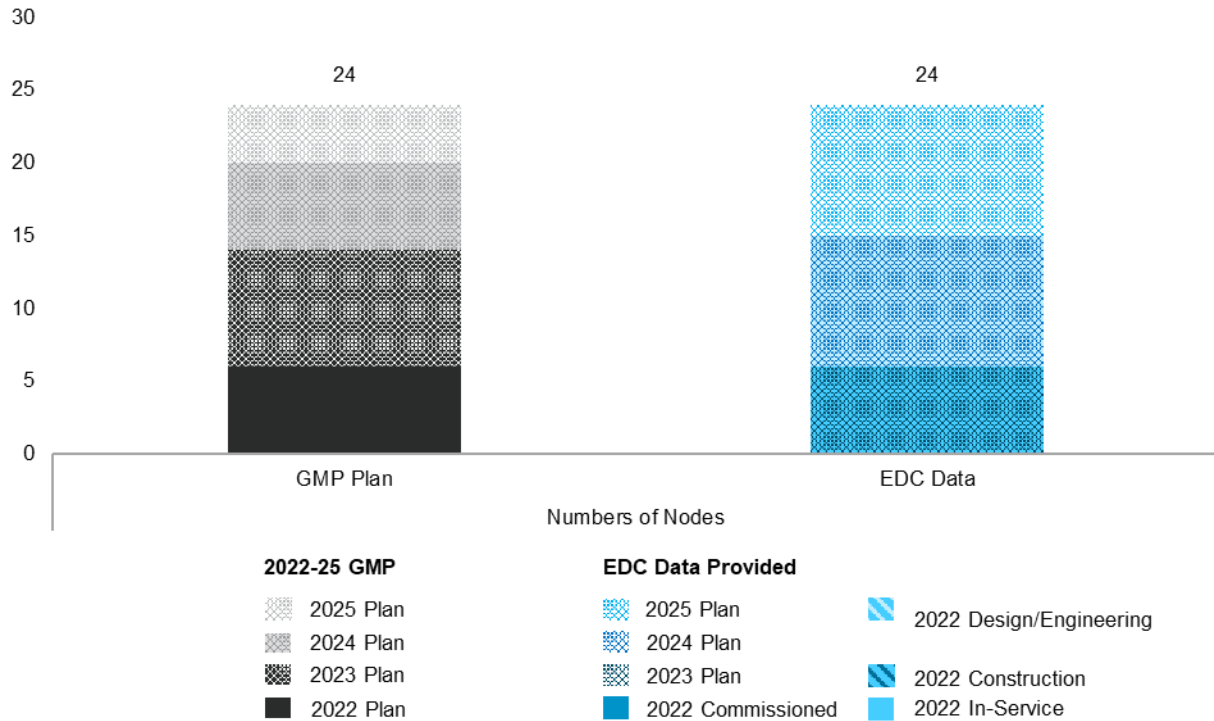 30
24
24
25
20
15
10
5
0
GMP Plan
EDC Data
Numbers of Nodes
2022-25 GMP
EDC Data Provided
2025 Plan
2025 Plan
2022 Design/Engineering
2024 Plan
2024 Plan
2023 Plan
2023 Plan
2022 Construction
2022 Plan
2022 Commissioned
2022 In-Service